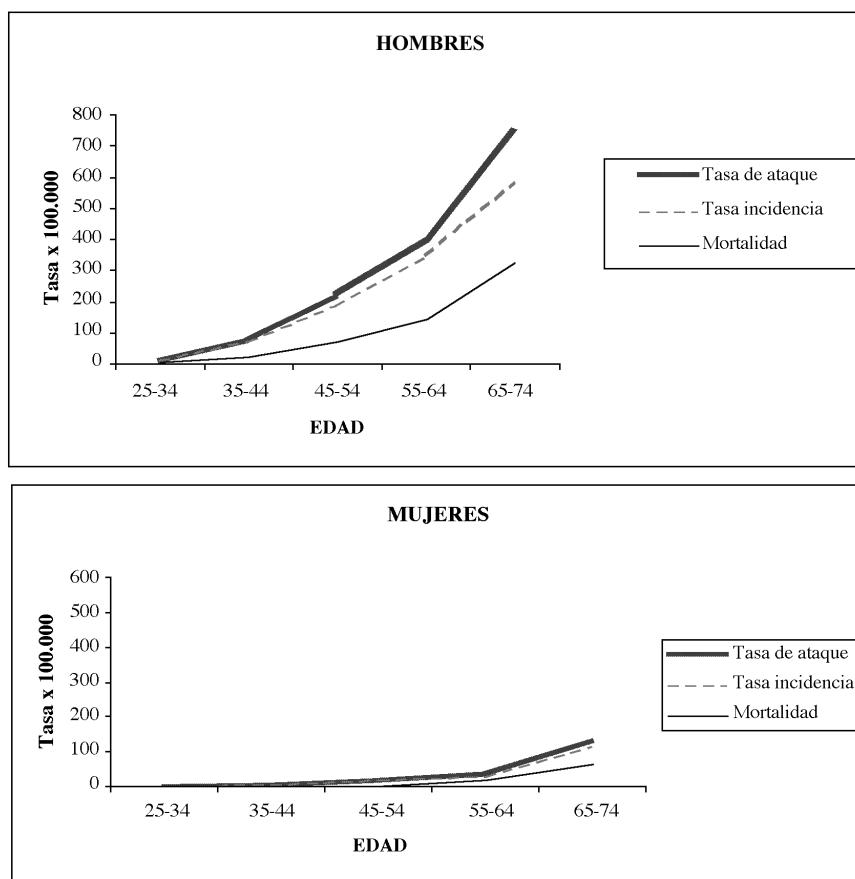 HOMBRES
800
700
600
500
400
300
200
100
0
Tasa x 100.000
25-34 35-44 45-54 55-64 65-74
EDAD
Tasa de ataque
Tasa incidencia
Mortalidad
MUJERES
600
500
400
300
200
100
0
Tasa x 100.000
25-34 35-44 45-54 55-64 65-74
EDAD
Tasa de ataque
Tasa incidencia
Mortalidad